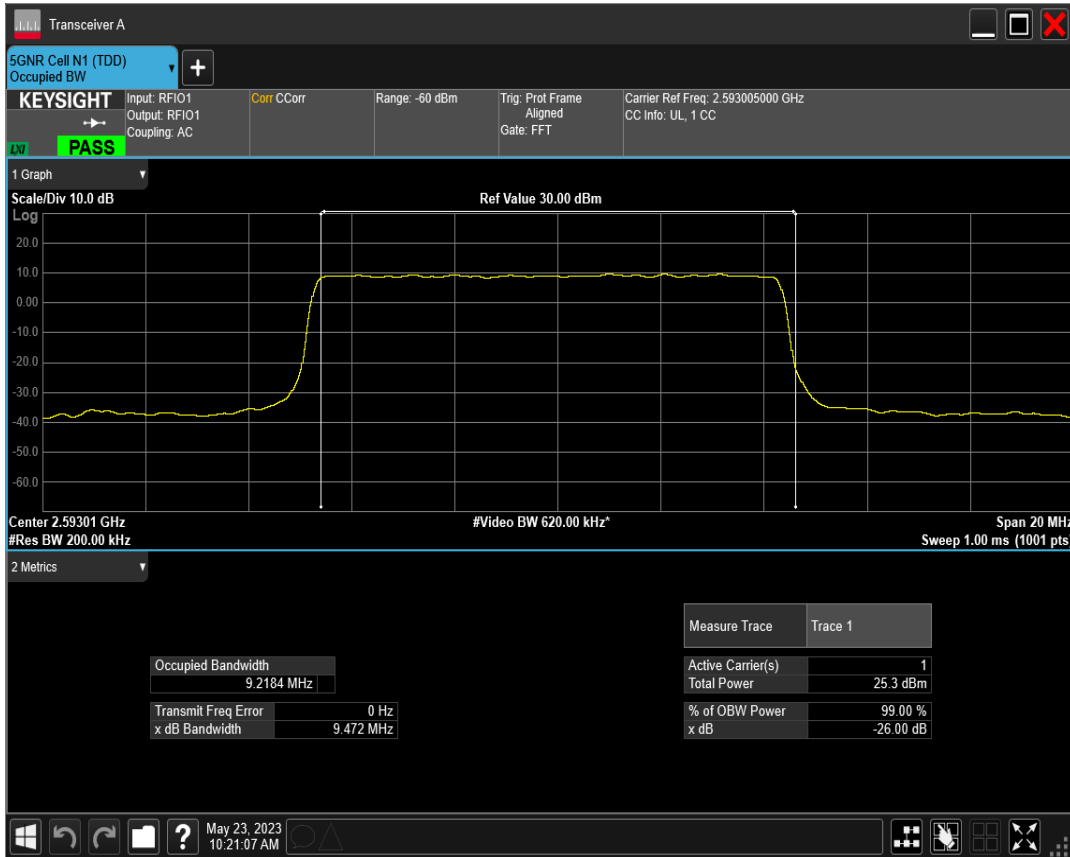 Transceiver A
5GNR Cell N1 (TDD)
Occupied BW
+
KEYSIGHT
LXI
PASS
Input: RFIO1
Output: RFIO1
Coupling: AC
Corr CCorr
Range: -60 dBm
Trig: Prot Frame
Aligned
Gate: FFT
Carrier Ref Freq: 2.593005000 GHz
CC Info: UL, 1 CC
1 Graph
Scale/Div 10.0 dB
Ref Value 30.00 dBm
Log
20.0
10.0
0.00
-10.0
-20.0
-30.0
-40.0
-50.0
-60.0
Center 2.59301 GHz
#Video BW 620.00 kHz*
Span 20 MHz
#Res BW 200.00 kHz
Sweep 1.00 ms (1001 pts)
2 Metrics
Measure Trace Trace 1
Occupied Bandwidth
9.2184 MHz
Active Carrier(s) 1
Total Power 25.3 dBm
Transmit Freq Error 0 Hz
x dB Bandwidth 9.472 MHz
% of OBW Power 99.00 %
x dB -26.00 dB
?
May 23, 2023
10:21:07 AM